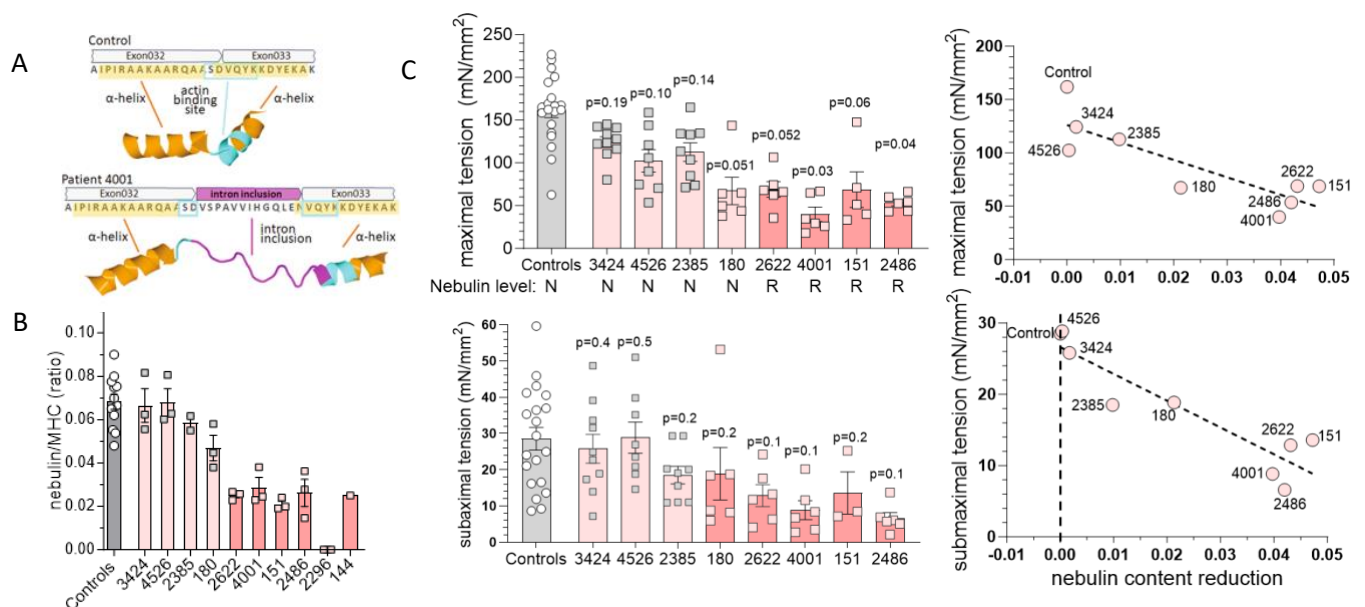 A
Control
Exon032 Exon033
AIPIRAAKAARQAASDVQYKKDYEKAK
α-helix
actin
binding
site
α-helix
Patient 4001
Exon032 intron inclusion Exon033
AIPIRAAKAARQAASDVSPAVVIHGQLENVQYKKDYEKAK
α-helix
intron
inclusion
α-helix
B
nebulin/MHC (ratio)
0.10
0.08
0.06
0.04
0.02
0.00
Controls 3424 4526 2385 180 2622 4001 151 2486 2296 144
C
maximal tension (mN/mm²)
250
200
150
100
50
0
p=0.19 p=0.10 p=0.14 p=0.051 p=0.052 p=0.03 p=0.06 p=0.04
Controls 3424 4526 2385 180 2622 4001 151 2486
Nebulin level: N N N N N R R R R
subaximal tension (mN/mm²)
60
50
40
30
20
10
0
p=0.4 p=0.5 p=0.2 p=0.2 p=0.1 p=0.1 p=0.2 p=0.1
Controls 3424 4526 2385 180 2622 4001 151 2486
maximal tension (mN/mm²)
200
150
100
50
0
Control
3424
2385
4526
180
2622
151
2486
4001
-0.01 0.00 0.01 0.02 0.03 0.04 0.05
submaximal tension (mN/mm²)
30
20
10
0
4526
Control
3424
2385
180
2622
151
4001
2486
-0.01 0.00 0.01 0.02 0.03 0.04 0.05
nebulin content reduction